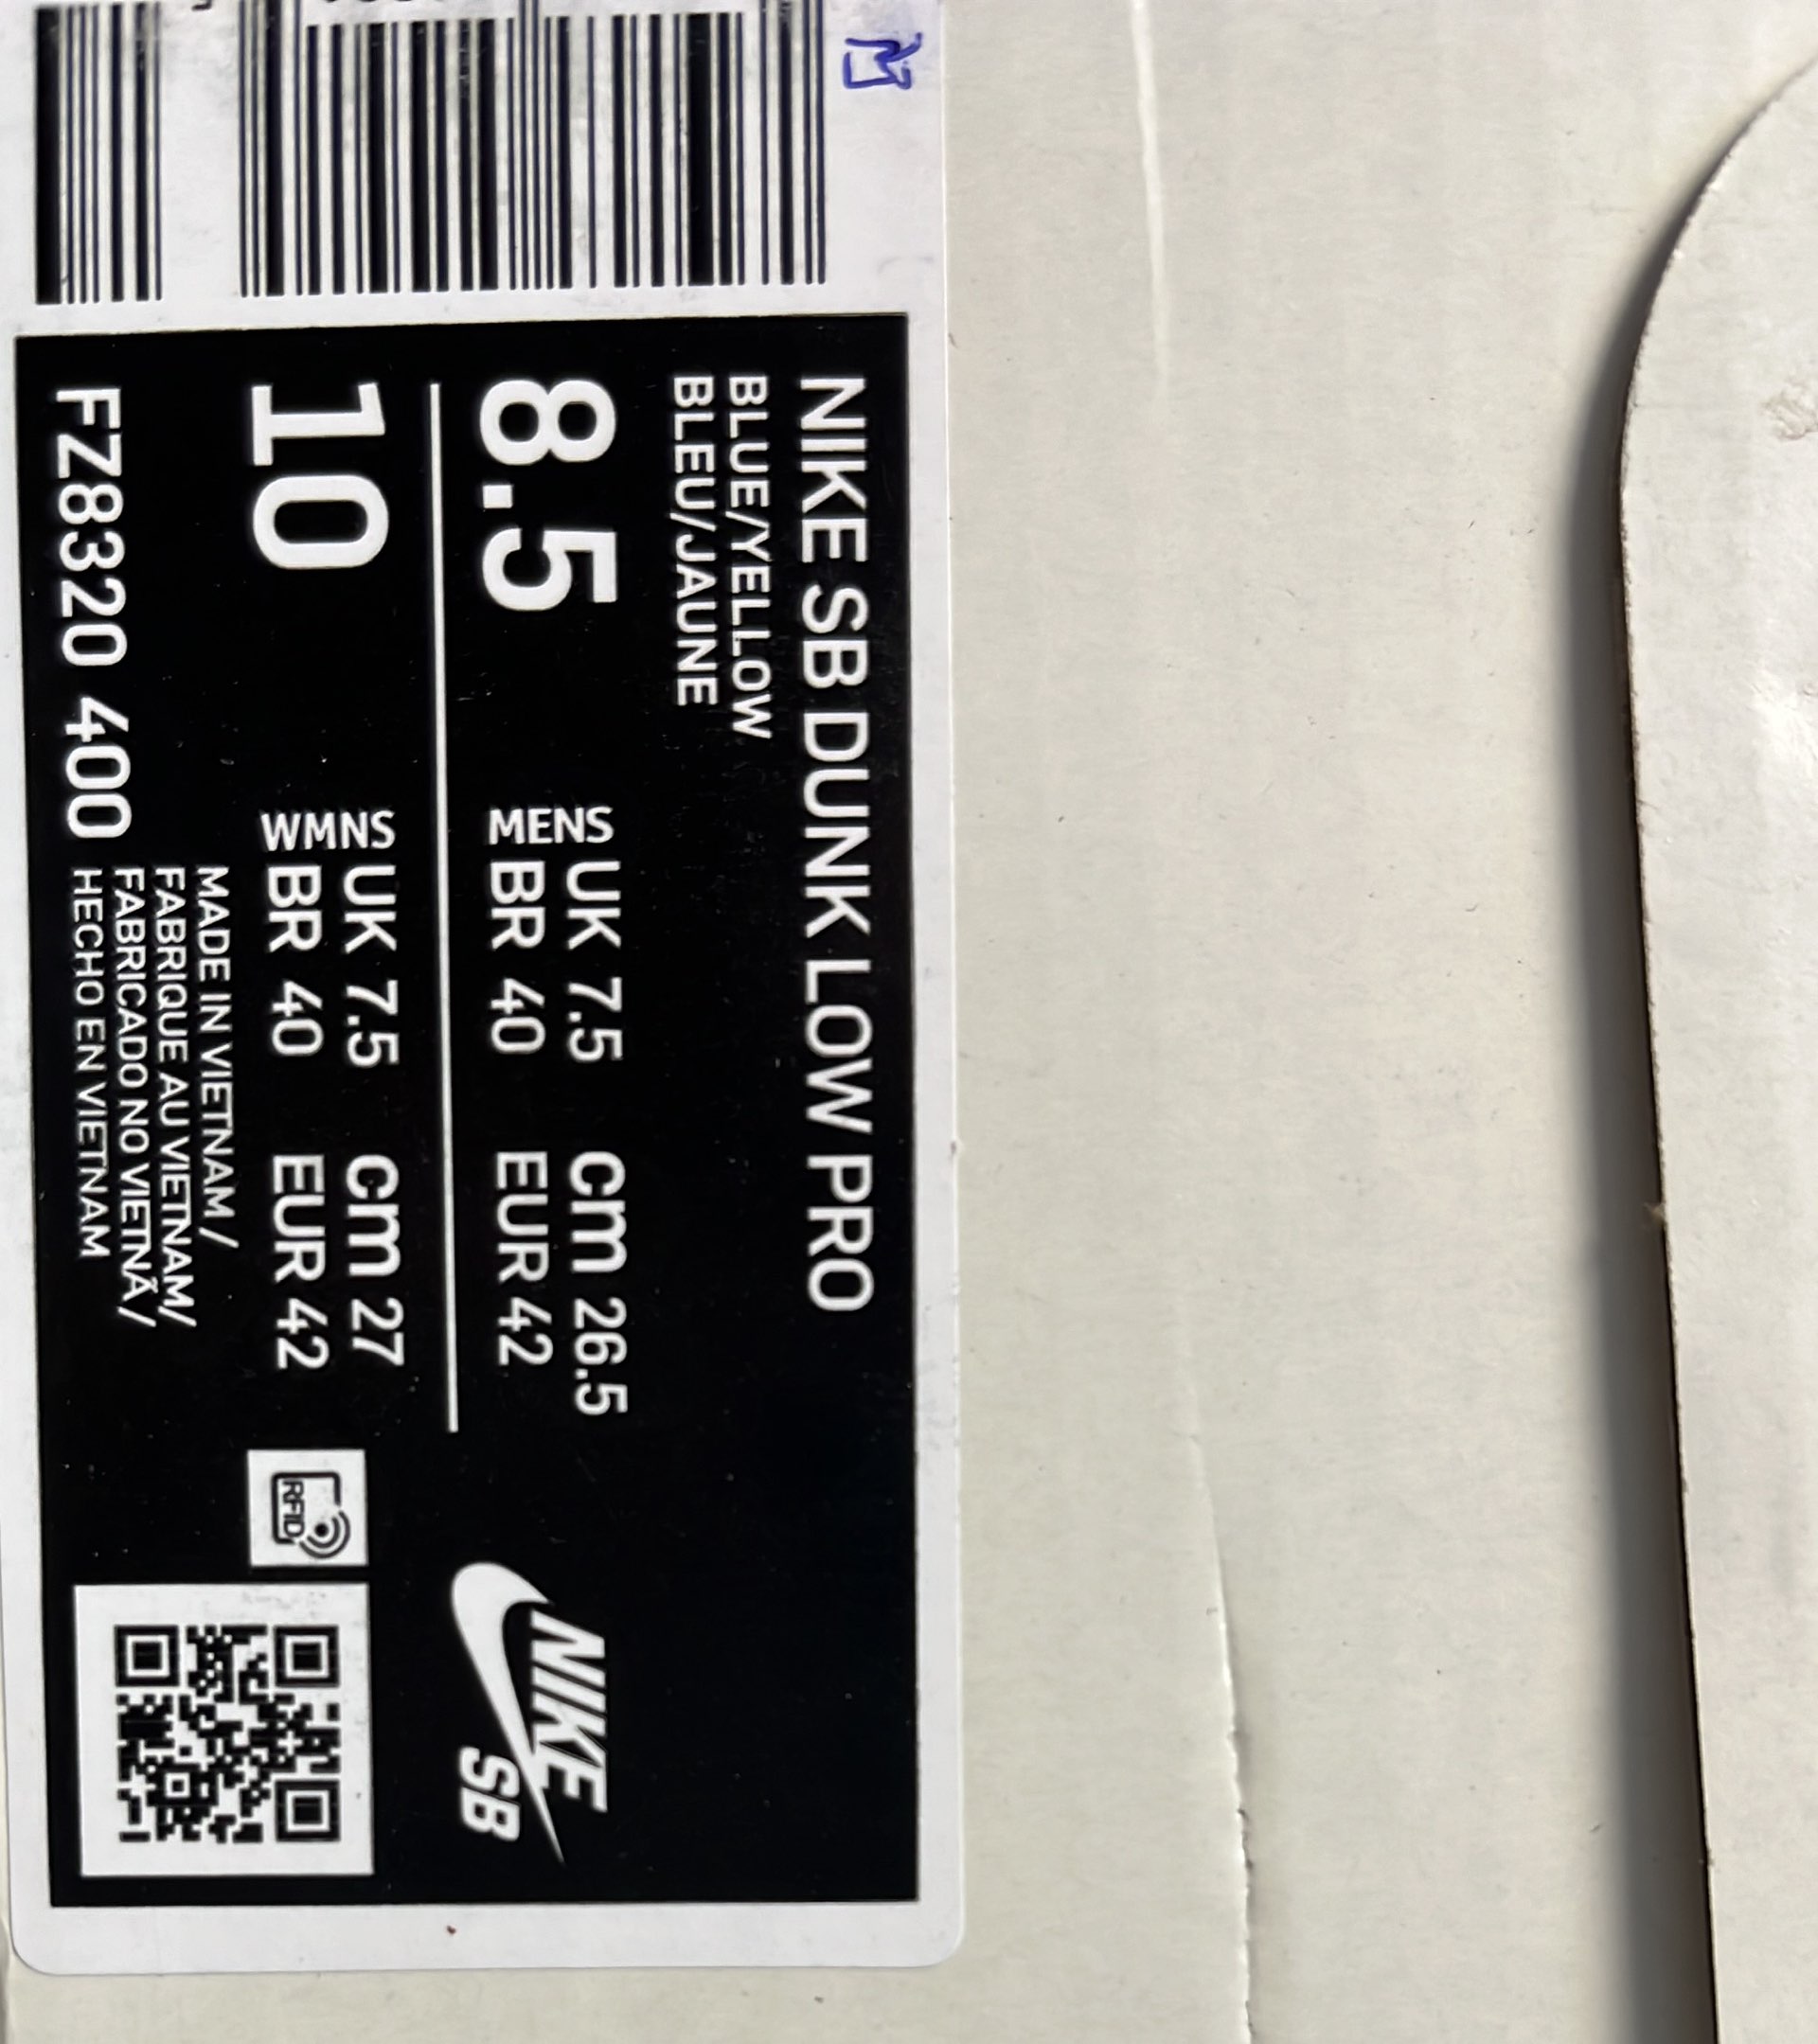 NIKE SB DUNK LOW PRO
BLUE/YELLOW
BLEU/JAUNE
8.5
MENS
UK 7.5 Cm 26.5
BR 40 EUR 42
10
WMNS
UK 7.5 Cm 27
BR 40 EUR 42
FZ8320 400
MADE IN VIETNAM/
FABRIQUE AU VIETNAM/
FABRICADO NO VIETNÃ/
HECHO EN VIETNAM
RFID
NIKE
SB